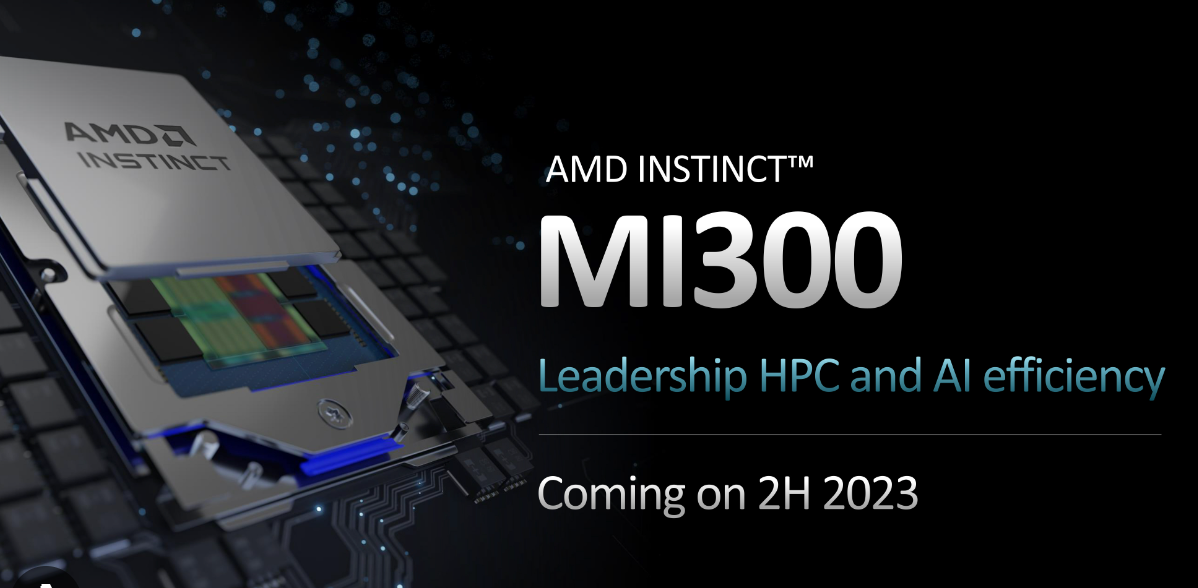 AMD
INSTINCT
AMD INSTINCT™
MI300
Leadership HPC and AI efficiency
Coming on 2H 2023